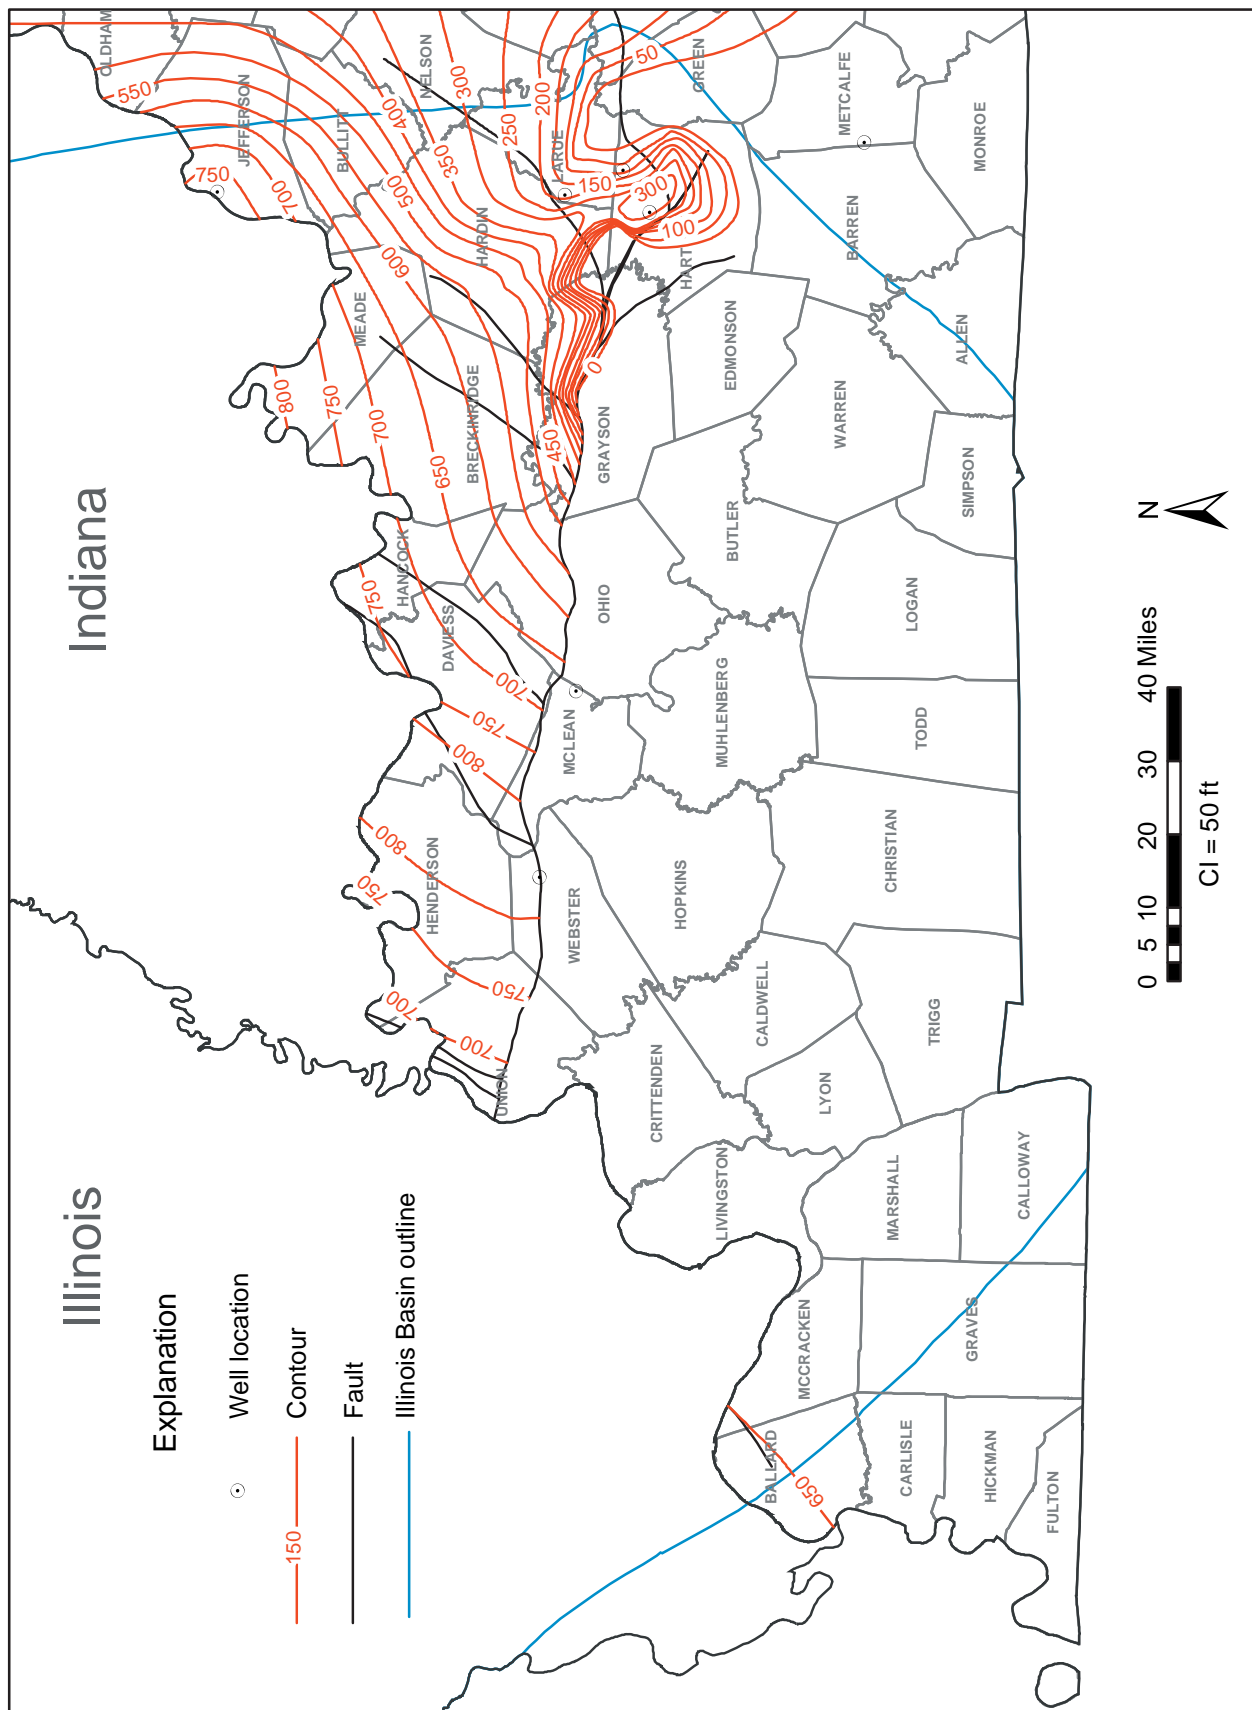 Illinois
Indiana
Explanation
Well location
150
Contour
Fault
Illinois Basin outline
OLDHAM
JEFFERSON
BULLITT
NELSON
LARUE
GREEN
METCALFE
MONROE
HARDIN
HART
BARREN
MEADE
ALLEN
EDMONSON
BRECKINRIDGE
GRAYSON
WARREN
SIMPSON
HANCOCK
BUTLER
DAVIESS
OHIO
LOGAN
MCLEAN
MUHLENBERG
TODD
HENDERSON
WEBSTER
HOPKINS
CHRISTIAN
UNION
CRITTENDEN
CALDWELL
TRIGG
LYON
LIVINGSTON
MARSHALL
CALLOWAY
MCCRACKEN
GRAVES
BALLARD
CARLISLE
HICKMAN
FULTON
550
750
700
400
350
300
250
200
50
500
600
150
300
100
0
800
750
700
650
450
750
700
750
800
800
750
750
700
700
650
N
0 5 10 20 30 40 Miles
CI = 50 ft